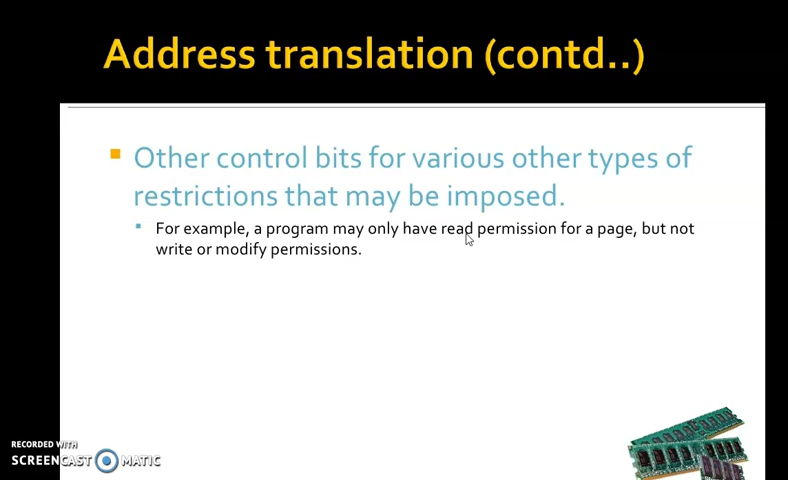 Address translation (contd..)
Other control bits for various other types of
restrictions that may be imposed.
For example, a program may only have read permission for a page, but not
write or modify permissions.
RECORDED WITH
SCREENCAST MATIC